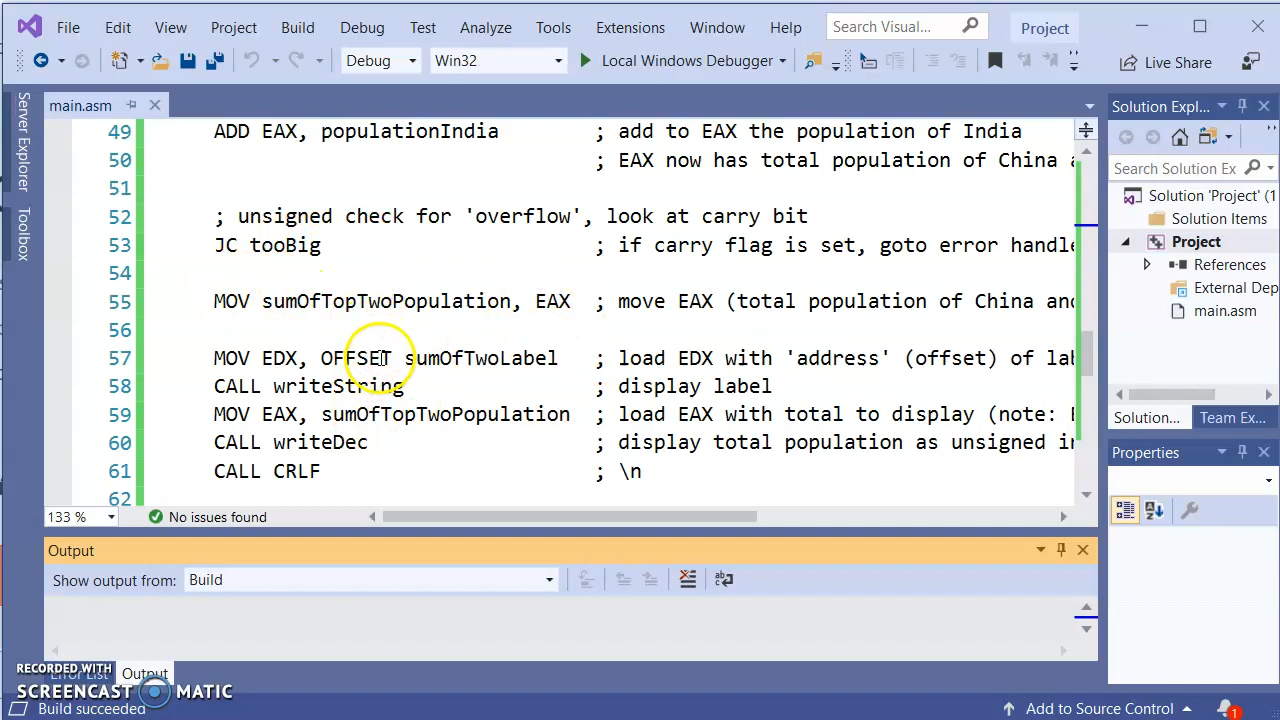 File Edit View Project Build Debug Test Analyze Tools Extensions Window Help Search Visual... Project
Debug Win32 Local Windows Debugger Live Share
Server Explorer
Toolbox
main.asm
49 ADD EAX, populationIndia ; add to EAX the population of India
50 ; EAX now has total population of China a
51
52 ; unsigned check for 'overflow', look at carry bit
53 JC tooBig ; if carry flag is set, goto error handle
54
55 MOV sumOfTopTwoPopulation, EAX ; move EAX (total population of China and
56
57 MOV EDX, OFFSET sumOfTwoLabel ; load EDX with 'address' (offset) of lab
58 CALL writeString ; display label
59 MOV EAX, sumOfTopTwoPopulation ; load EAX with total to display (note: E
60 CALL writeDec ; display total population as unsigned in
61 CALL CRLF ; \n
62
133 % No issues found
Output
Show output from: Build
Error List Output
RECORDED WITH
SCREENCAST MATIC
Build succeeded
Add to Source Control 1
Solution Expl...
Search Solution Ex
Solution 'Project' (1
Solution Items
Project
References
External Dep
main.asm
Solution... Team Ex...
Properties